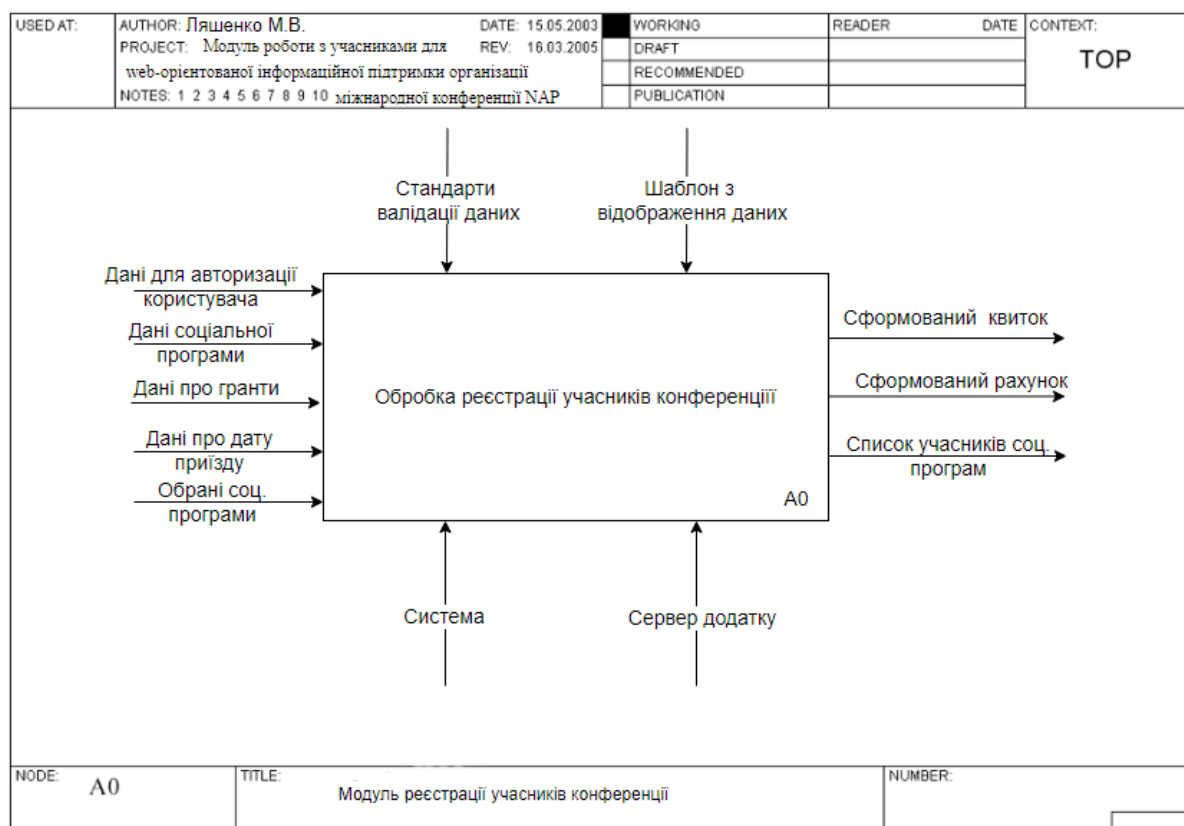 USED AT:
AUTHOR: Ляшенко М.В.
DATE: 15.05.2003
PROJECT: Модуль роботи з учасниками для
REV: 16.03.2005
web-орієнтованої інформаційної підтримки організації
NOTES: 1 2 3 4 5 6 7 8 9 10 міжнародної конференції NAP
WORKING
DRAFT
RECOMMENDED
PUBLICATION
READER DATE
CONTEXT:
TOP
Стандарти
валідації даних
Шаблон з
відображення даних
Дані для авторизації
користувача
Дані соціальної
програми
Дані про гранти
Дані про дату
приїзду
Обрані соц.
програми
Обробка реєстрації учасників конференціїї
A0
Сформований квиток
Сформований рахунок
Список учасників соц.
програм
Система
Сервер додатку
NODE:
A0
TITLE:
Модуль реєстрації учасників конференції
NUMBER: